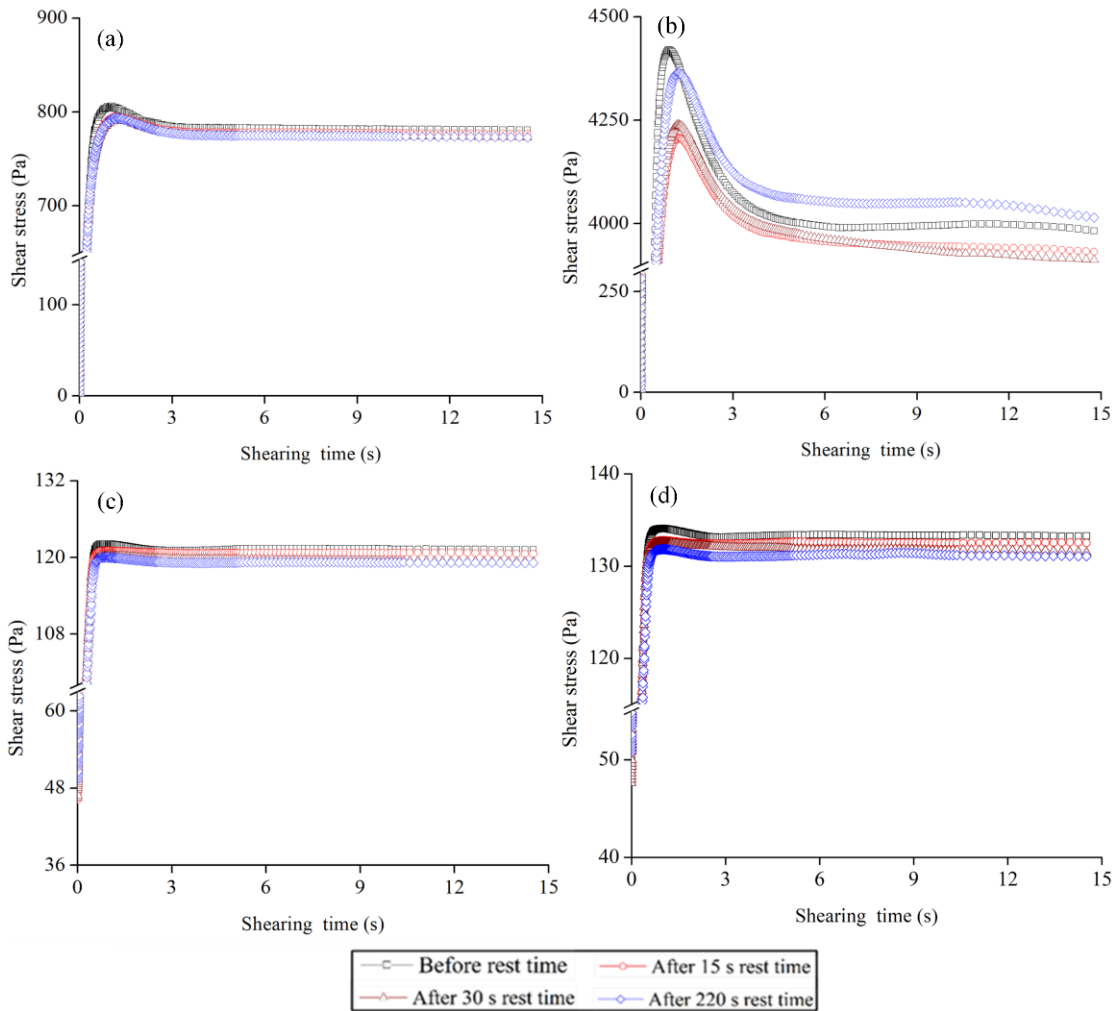 (a)
900
800
700
100
0
Shear stress (Pa)
0 3 6 9 12 15
Shearing time (s)
(b)
4500
4250
4000
250
0
Shear stress (Pa)
0 3 6 9 12 15
Shearing time (s)
(c)
132
120
108
60
48
36
Shear stress (Pa)
0 3 6 9 12 15
Shearing time (s)
(d)
140
130
120
50
40
Shear stress (Pa)
0 3 6 9 12 15
Shearing time (s)
Before rest time After 15 s rest time
After 30 s rest time After 220 s rest time